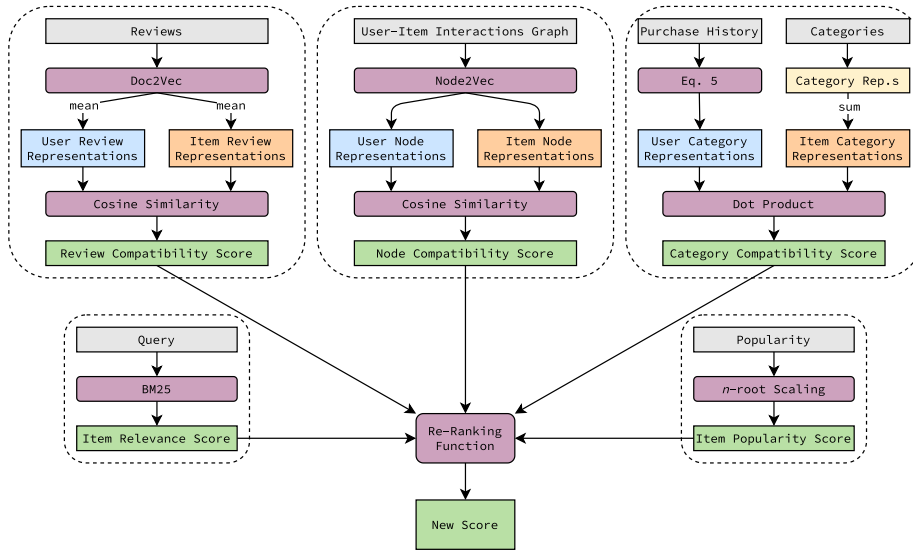 Reviews
Doc2Vec
mean
mean
User Review
Representations
Item Review
Representations
Cosine Similarity
Review Compatibility Score
User-Item Interactions Graph
Node2Vec
User Node
Representations
Item Node
Representations
Cosine Similarity
Node Compatibility Score
Purchase History
Categories
Eq. 5
Category Rep.s
sum
User Category
Representations
Item Category
Representations
Dot Product
Category Compatibility Score
Query
BM25
Item Relevance Score
Popularity
n-root Scaling
Item Popularity Score
Re-Ranking
Function
New Score